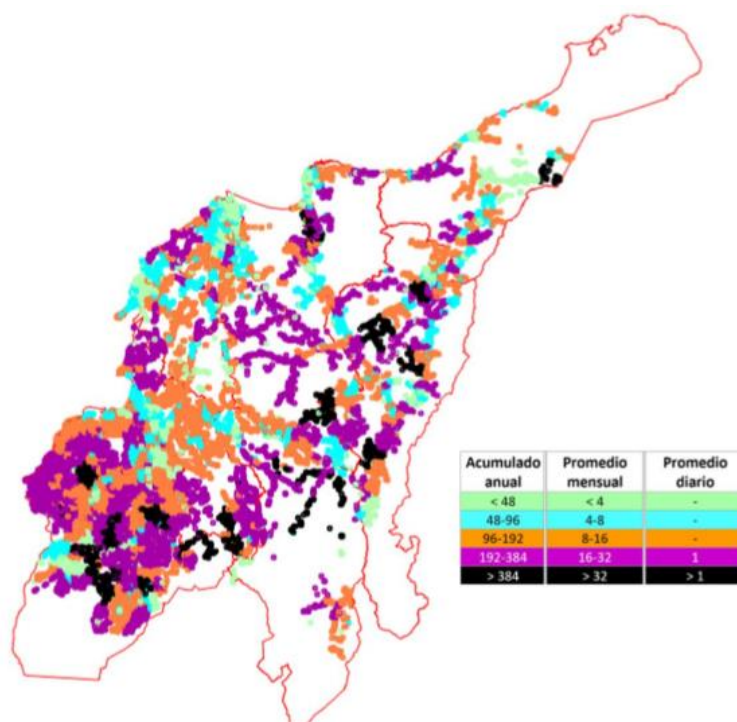 Acumulado anual Promedio mensual Promedio diario
< 48 < 4 -
48-96 4-8 -
96-192 8-16 -
192-384 16-32 1
> 384 > 32 > 1